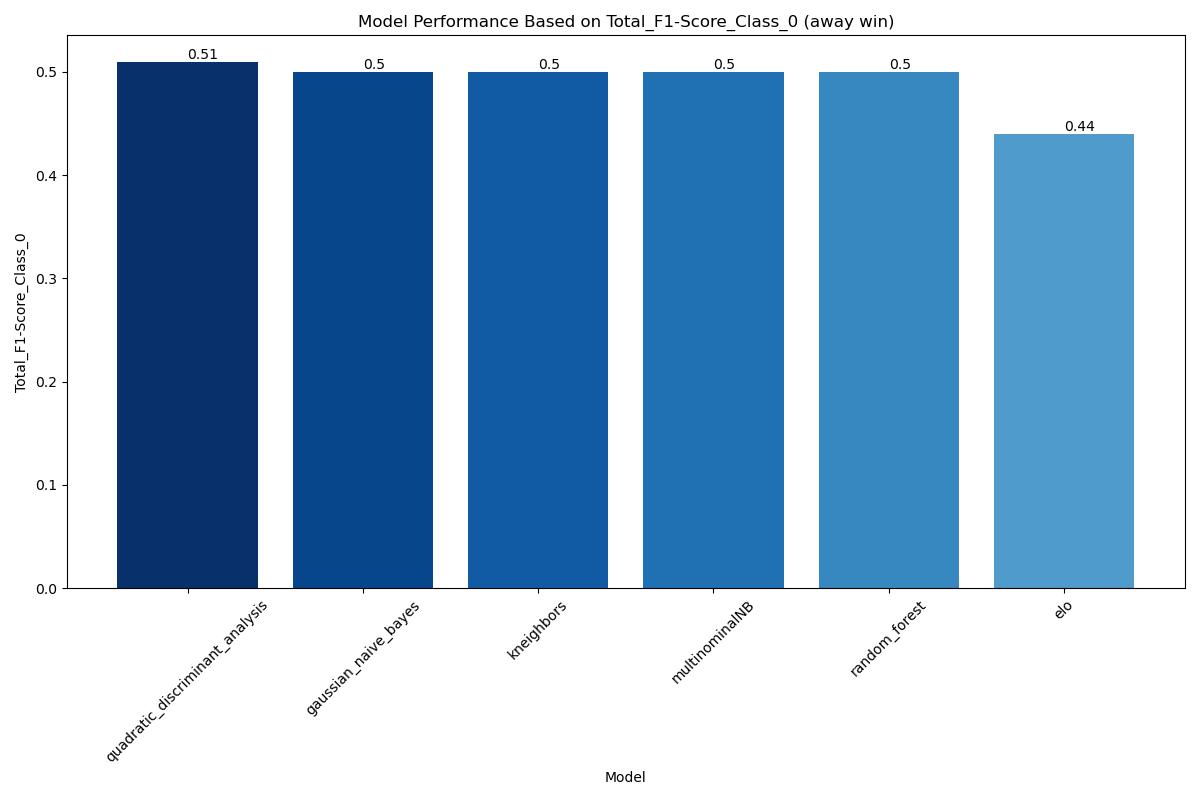 Model Performance Based on Total_F1-Score_Class_0 (away win)
0.51
0.5
0.5
0.5
0.5
0.44
Total_F1-Score_Class_0
0.5
0.4
0.3
0.2
0.1
0.0
quadratic_discriminant_analysis
gaussian_naive_bayes
kneighbors
multinominalNB
random_forest
elo
Model